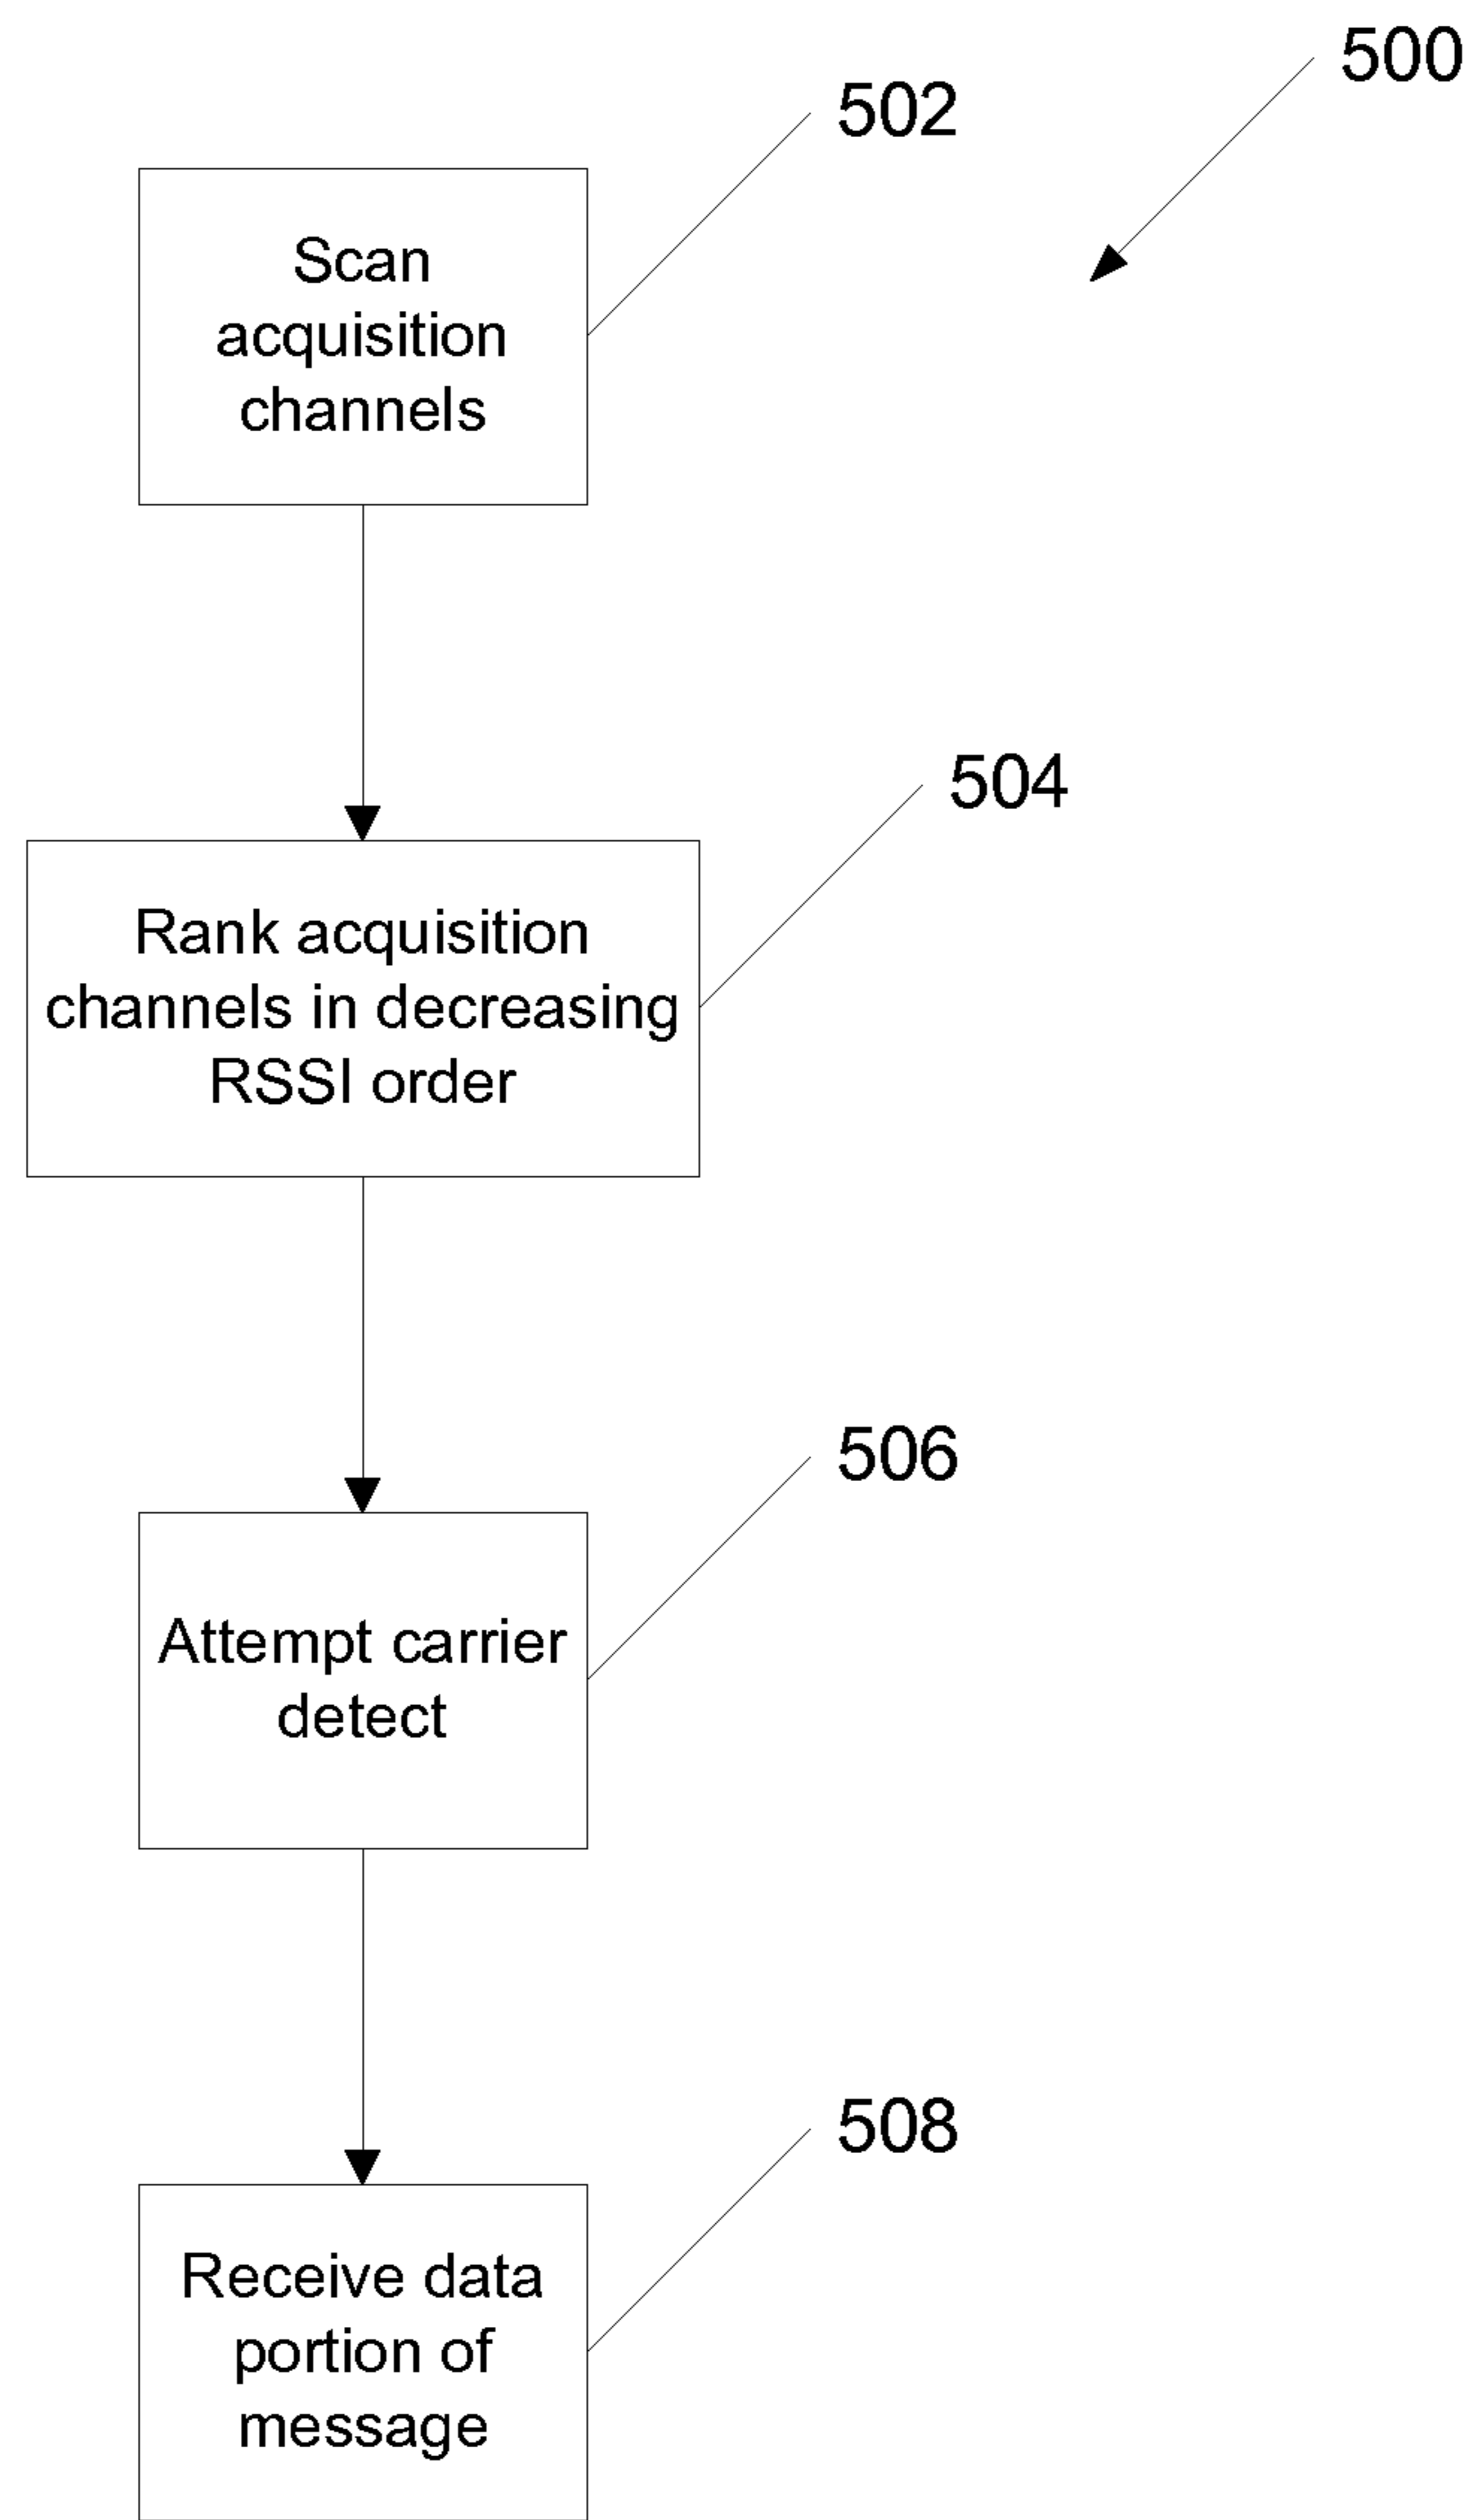 500
502
Scan
acquisition
channels
504
Rank acquisition
channels in decreasing
RSSI order
506
Attempt carrier
detect
508
Receive data
portion of
message